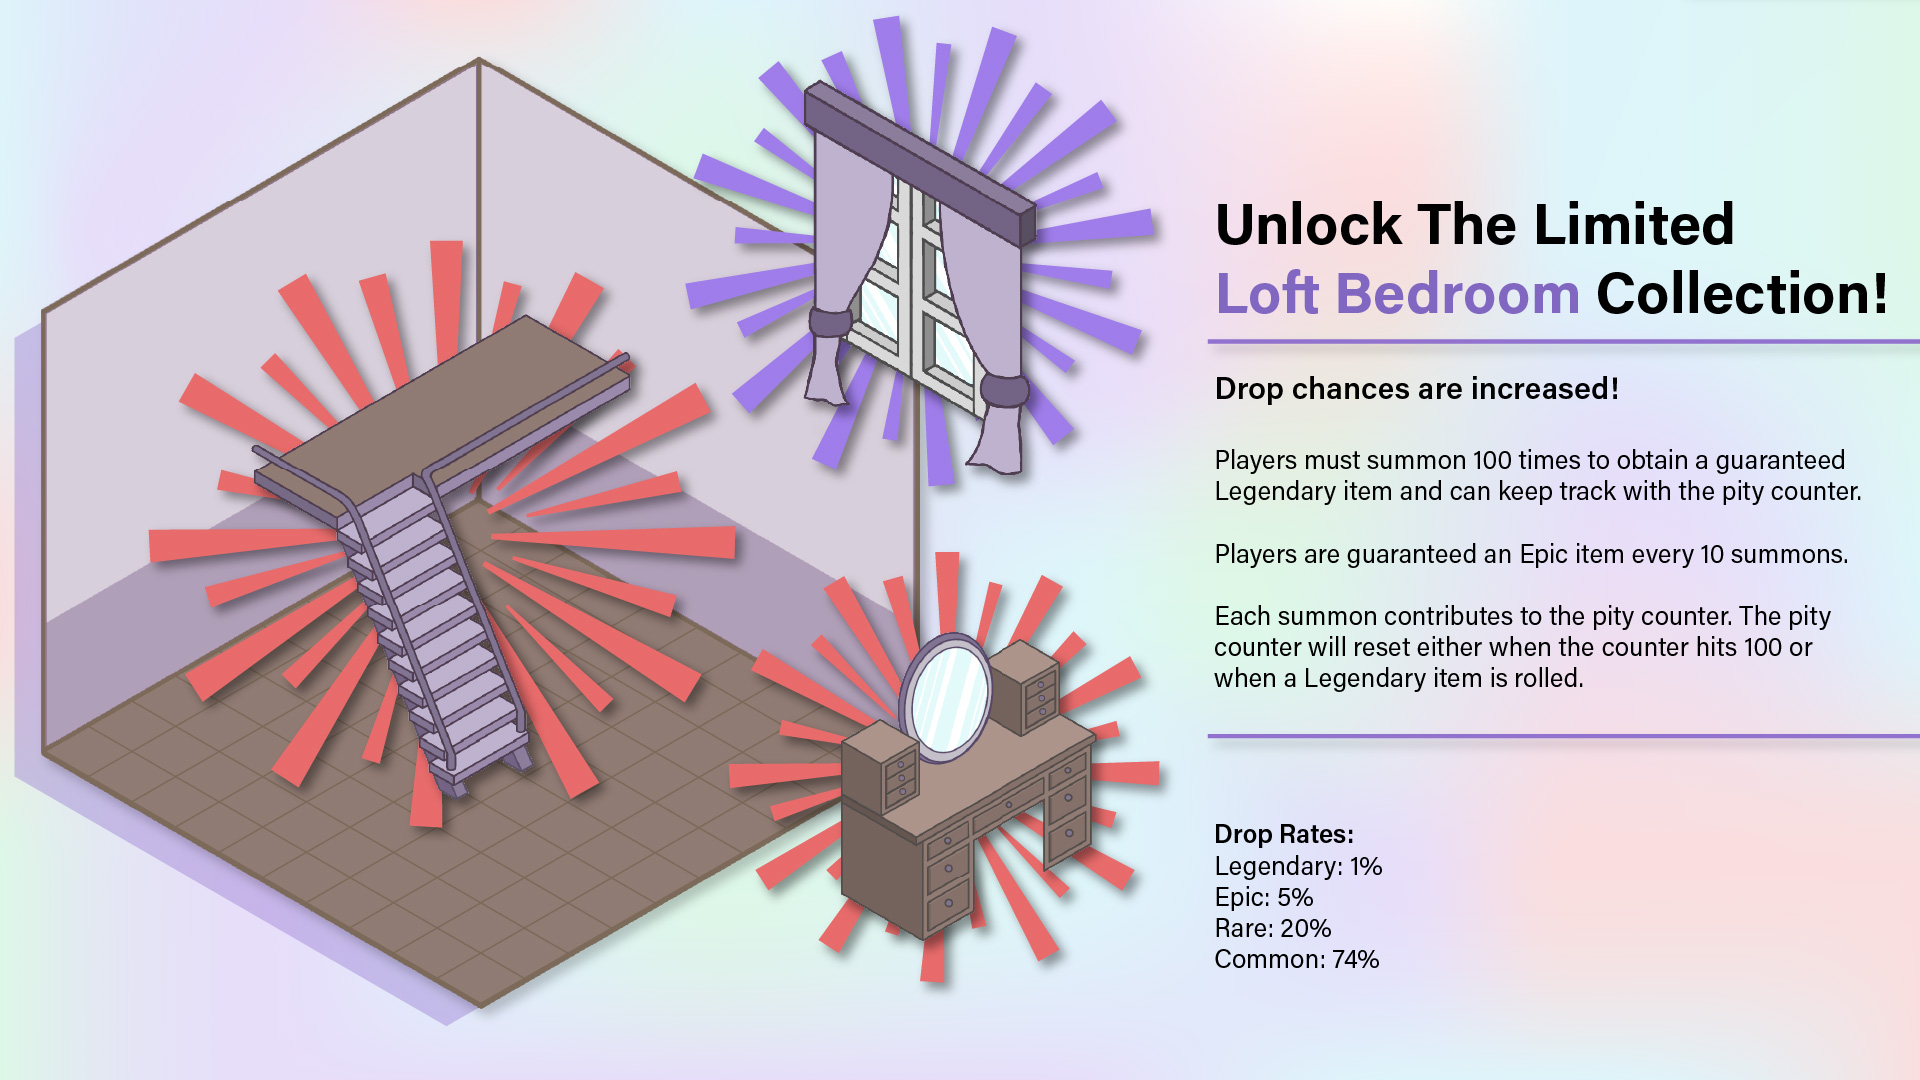 Unlock The Limited
Loft Bedroom Collection!
Drop chances are increased!
Players must summon 100 times to obtain a guaranteed
Legendary item and can keep track with the pity counter.
Players are guaranteed an Epic item every 10 summons.
Each summon contributes to the pity counter. The pity
counter will reset either when the counter hits 100 or
when a Legendary item is rolled.
Drop Rates:
Legendary: 1%
Epic: 5%
Rare: 20%
Common: 74%